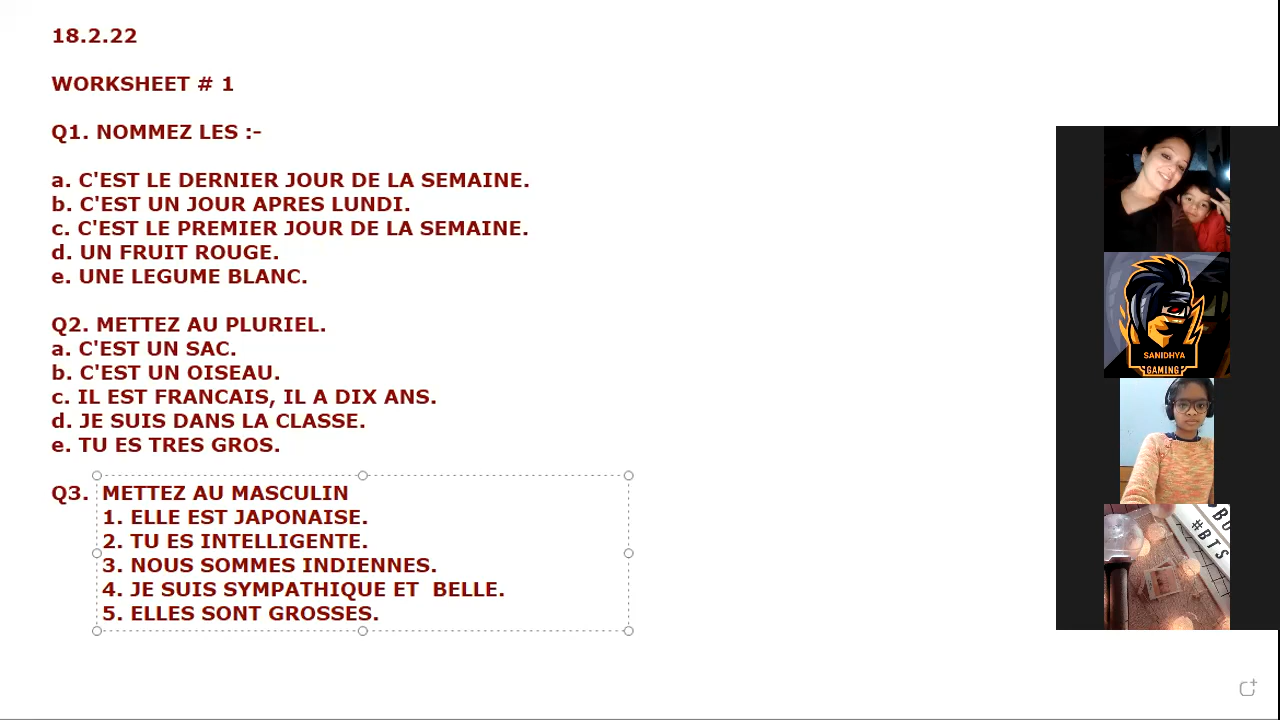 18.2.22
WORKSHEET # 1
Q1. NOMMEZ LES :-
a. C'EST LE DERNIER JOUR DE LA SEMAINE.
b. C'EST UN JOUR APRES LUNDI.
c. C'EST LE PREMIER JOUR DE LA SEMAINE.
d. UN FRUIT ROUGE.
e. UNE LEGUME BLANC.
Q2. METTEZ AU PLURIEL.
a. C'EST UN SAC.
b. C'EST UN OISEAU.
c. IL EST FRANCAIS, IL A DIX ANS.
d. JE SUIS DANS LA CLASSE.
e. TU ES TRES GROS.
Q3. METTEZ AU MASCULIN
1. ELLE EST JAPONAISE.
2. TU ES INTELLIGENTE.
3. NOUS SOMMES INDIENNES.
4. JE SUIS SYMPATHIQUE ET  BELLE.
5. ELLES SONT GROSSES.
SANIDHYA
GAMING
#BTS